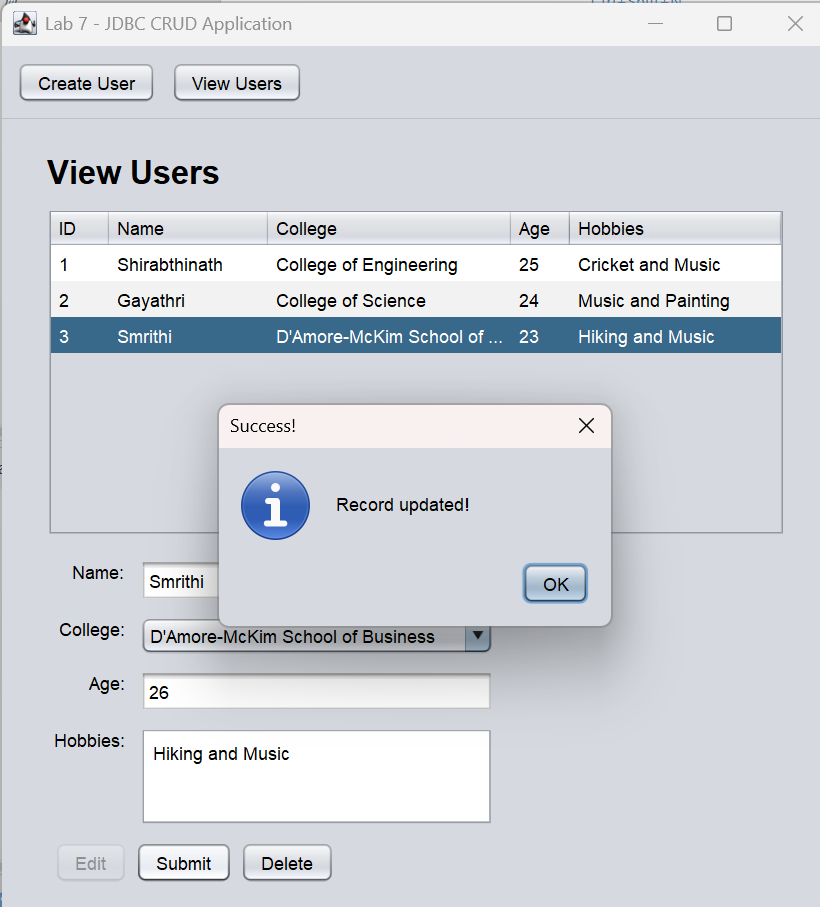 Lab 7 - JDBC CRUD Application
Create User View Users
View Users
ID Name College Age Hobbies
1 Shirabthinath College of Engineering 25 Cricket and Music
2 Gayathri College of Science 24 Music and Painting
3 Smrithi D'Amore-McKim School of ... 23 Hiking and Music
Success!
Record updated!
OK
Name: Smrithi
College: D'Amore-McKim School of Business
Age: 26
Hobbies: Hiking and Music
Edit Submit Delete